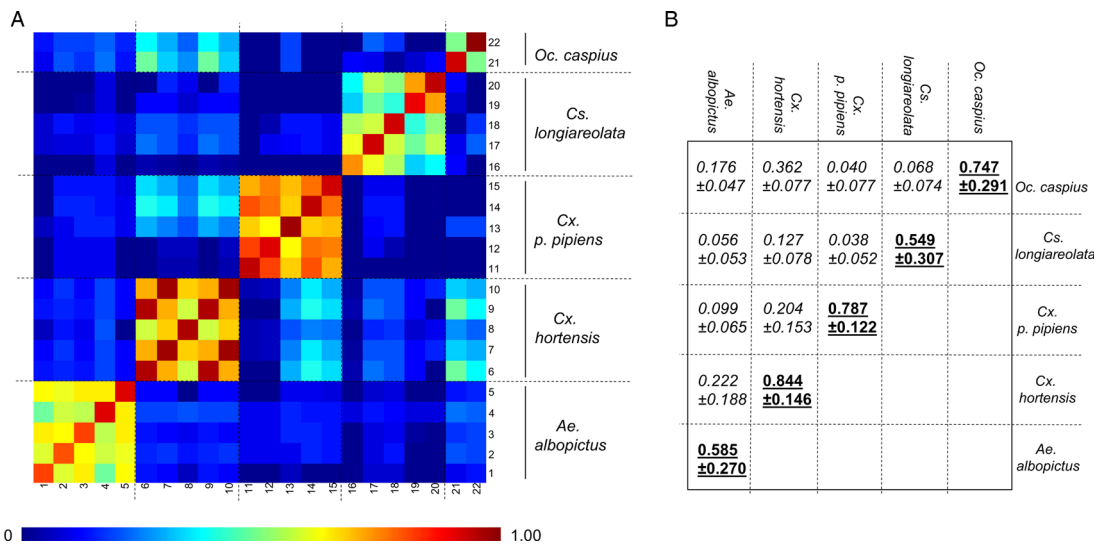 A
22
21
Oc. caspius
20
19
18
17
16
Cs.
longiareolata
15
14
13
12
11
Cx.
p. pipiens
10
9
8
7
6
Cx.
hortensis
5
4
3
2
1
Ae.
albopictus
1 2 3 4 5 6 7 8 9 10 11 12 13 14 15 16 17 18 19 20 21 22
0 1.00
B
Ae.
albopictus
Cx.
hortensis
Cx.
p. pipiens
Cs.
longiareolata
Oc. caspius
0.176 0.362 0.040 0.068 0.747
±0.047 ±0.077 ±0.077 ±0.074 ±0.291
Oc. caspius
0.056 0.127 0.038 0.549
±0.053 ±0.078 ±0.052 ±0.307
Cs.
longiareolata
0.099 0.204 0.787
±0.065 ±0.153 ±0.122
Cx.
p. pipiens
0.222 0.844
±0.188 ±0.146
Cx.
hortensis
0.585
±0.270
Ae.
albopictus